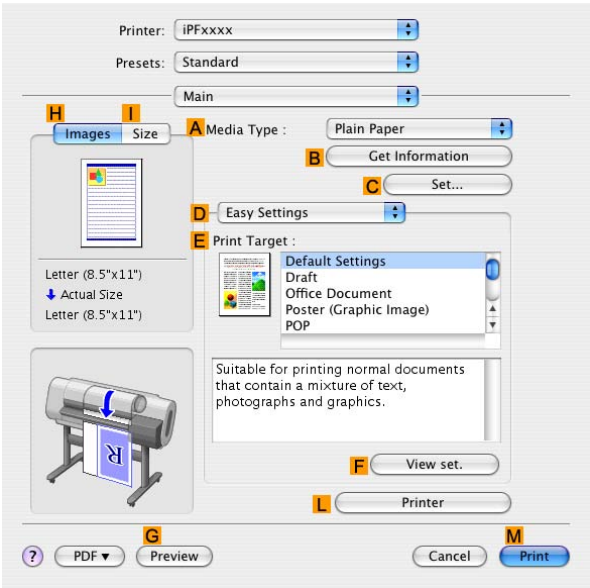 Printer: iPFxxxx
Presets: Standard
Main
H I
Images Size
A Media Type : Plain Paper
B Get Information
C Set...
D Easy Settings
E Print Target :
Default Settings
Draft
Office Document
Poster (Graphic Image)
POP
Letter (8.5"x11")
Actual Size
Letter (8.5"x11")
Suitable for printing normal documents
that contain a mixture of text,
photographs and graphics.
R
F View set.
L Printer
G M
? PDF▼ Preview Cancel Print